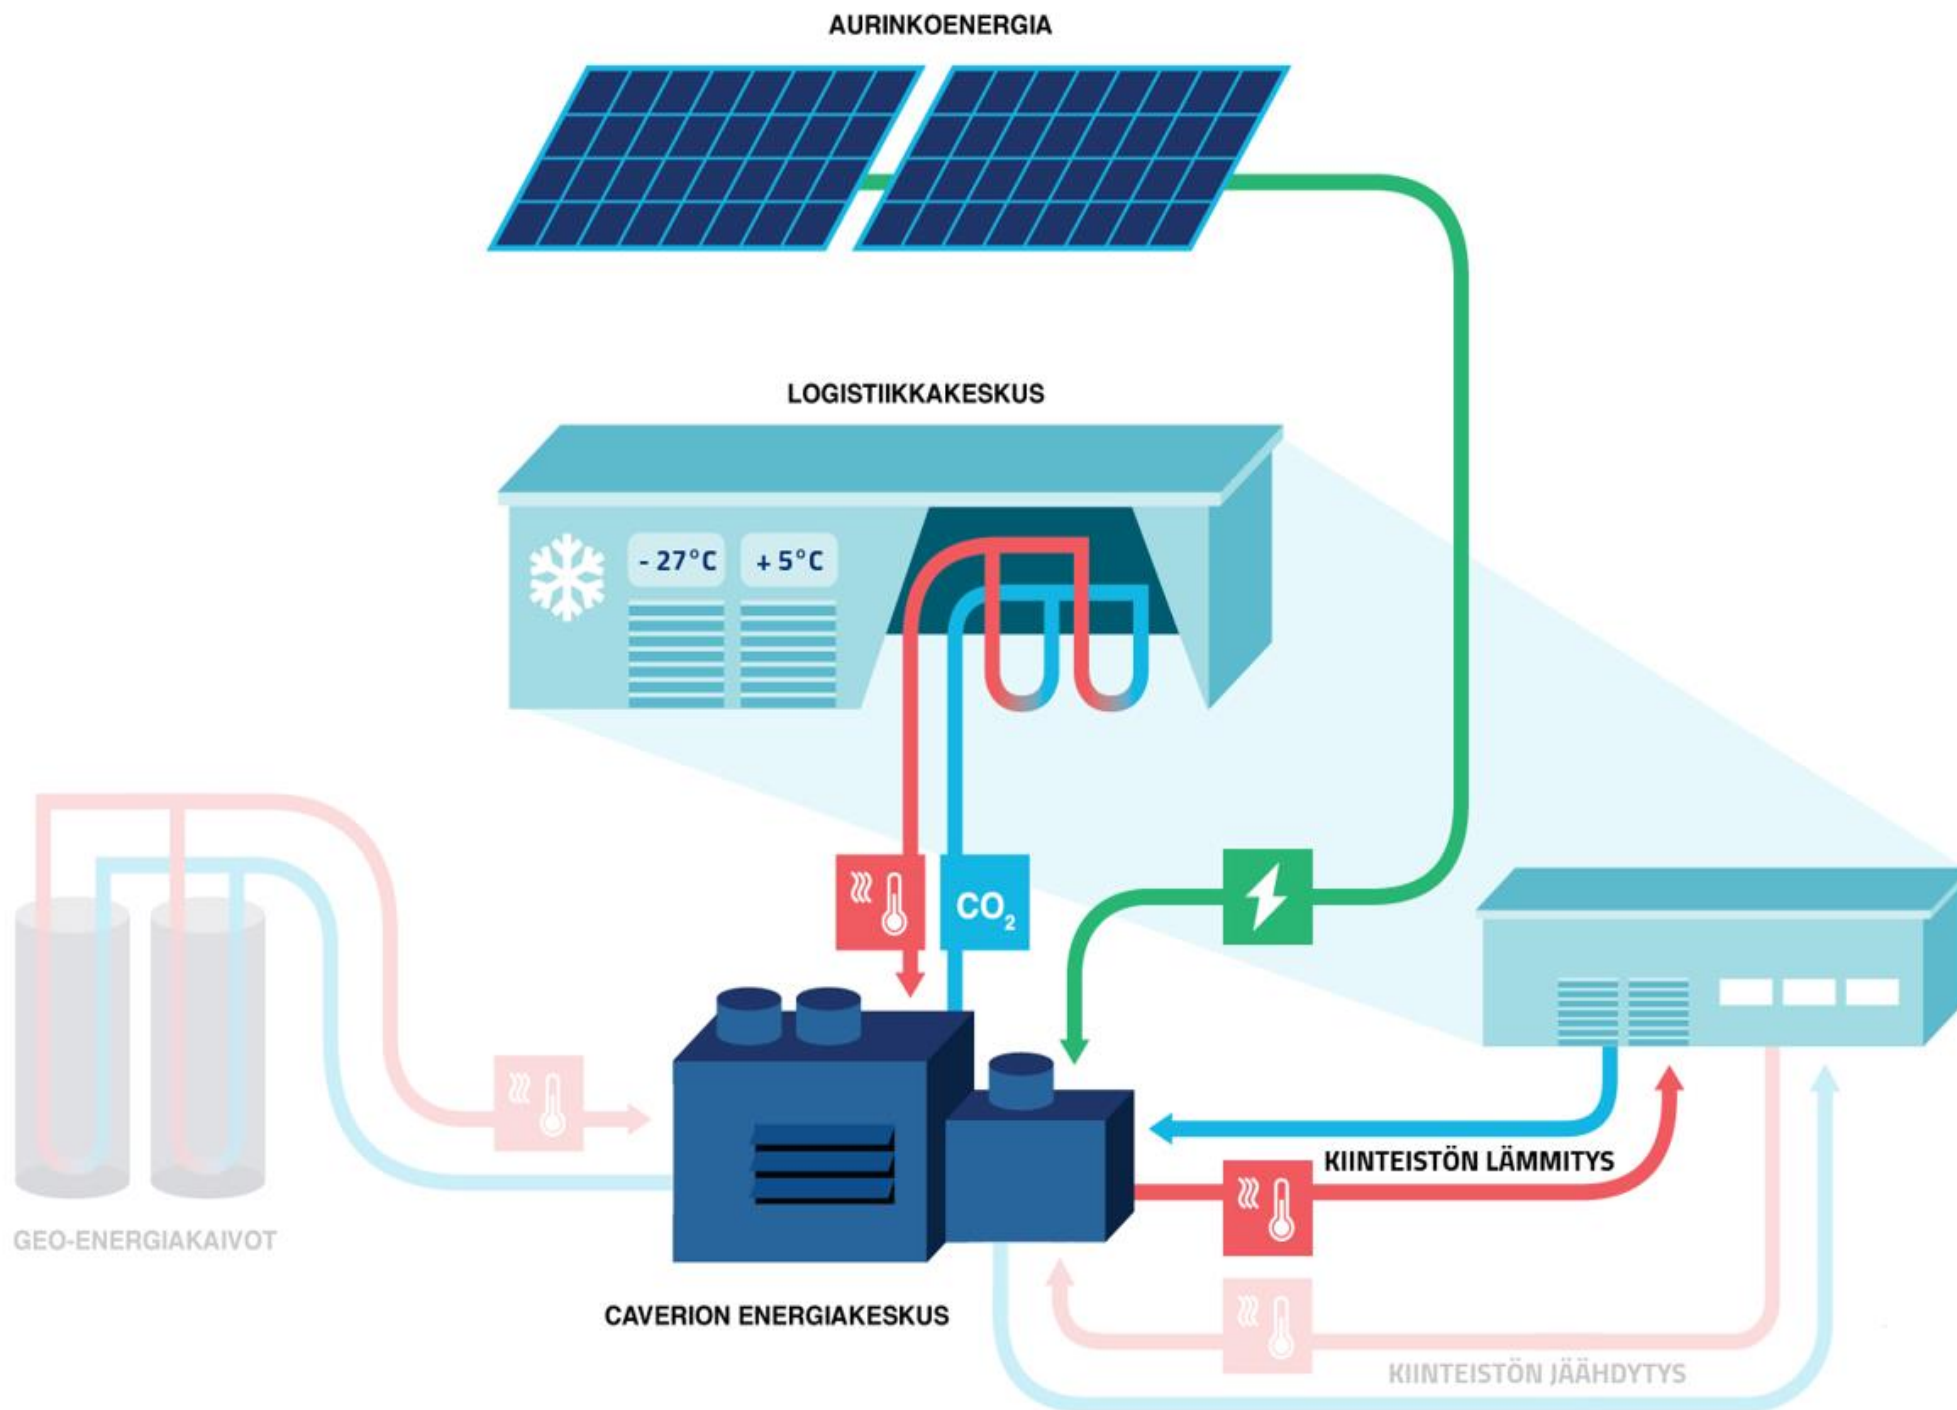 AURINKOENERGIA
LOGISTIIKKAKESKUS
- 27°C
+ 5°C
CO₂
KIINTEISTÖN LÄMMITYS
GEO-ENERGIAKAIVOT
CAVERION ENERGIAKESKUS
KIINTEISTÖN JÄÄHDYTYS